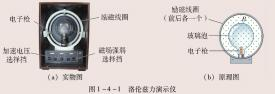 电子枪
励磁线圈
加速电压
选择挡
磁场强弱
选择挡
(a) 实物图
励磁线圈
(前后各一个)
玻璃泡
电子枪
(b) 原理图
图1-4-1 洛伦兹力演示仪